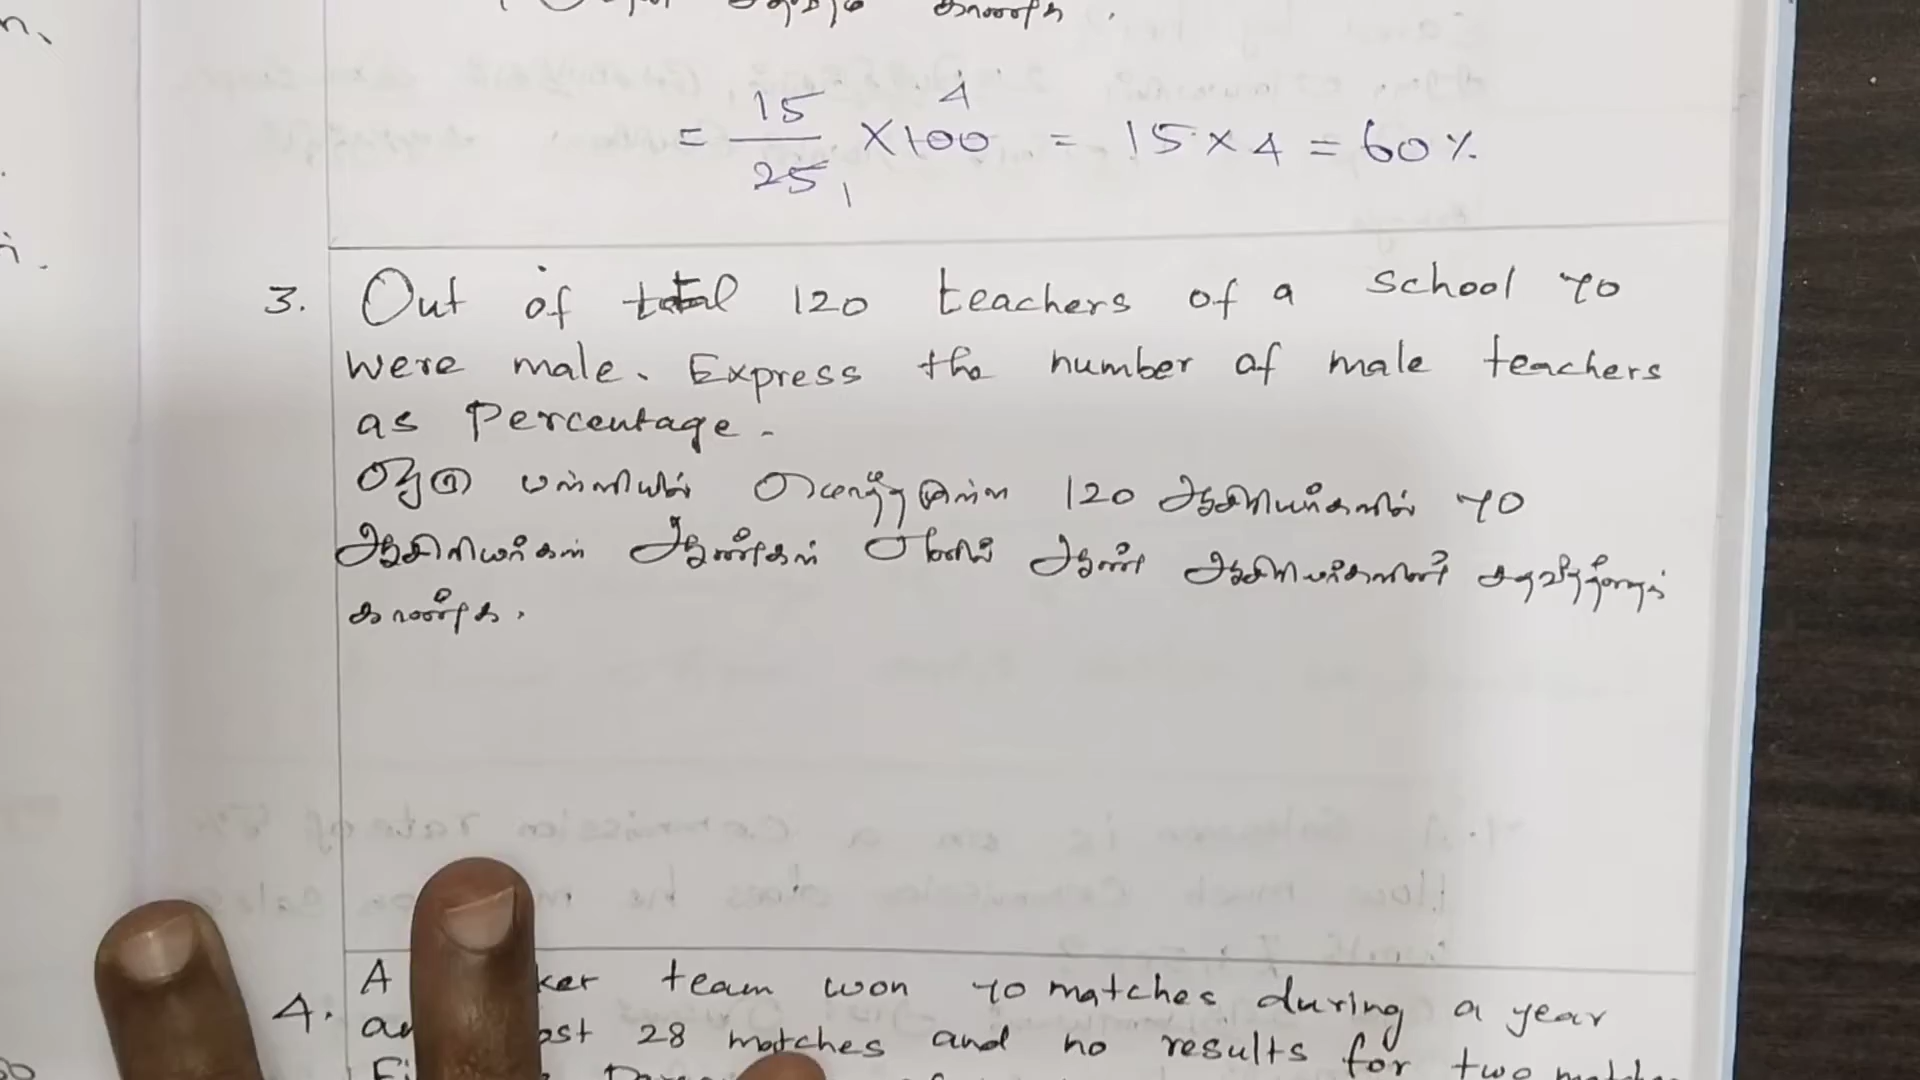 காண்க.
= 15/25 1 × 100 4 = 15 × 4 = 60 %
3. Out of total 120 teachers of a school 70
were male. Express the number of male teachers
as Percentage.
ஒரு பள்ளியில் மொத்தமுள்ள 120 ஆசிரியர்களில் 70
ஆசிரியர்கள் ஆண்கள் எனில் ஆண் ஆசிரியர்களின் சதவீதத்தைக்
காண்க.
4. A team won 70 matches during a year
28 matches and no results for two